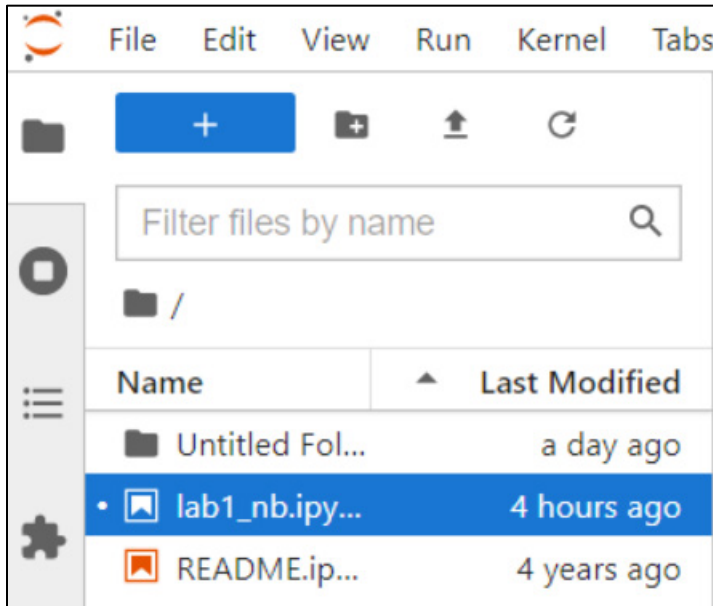 File Edit View Run Kernel Tabs
+
Filter files by name
/
Name Last Modified
Untitled Fol... a day ago
• lab1_nb.ipy... 4 hours ago
README.ip... 4 years ago